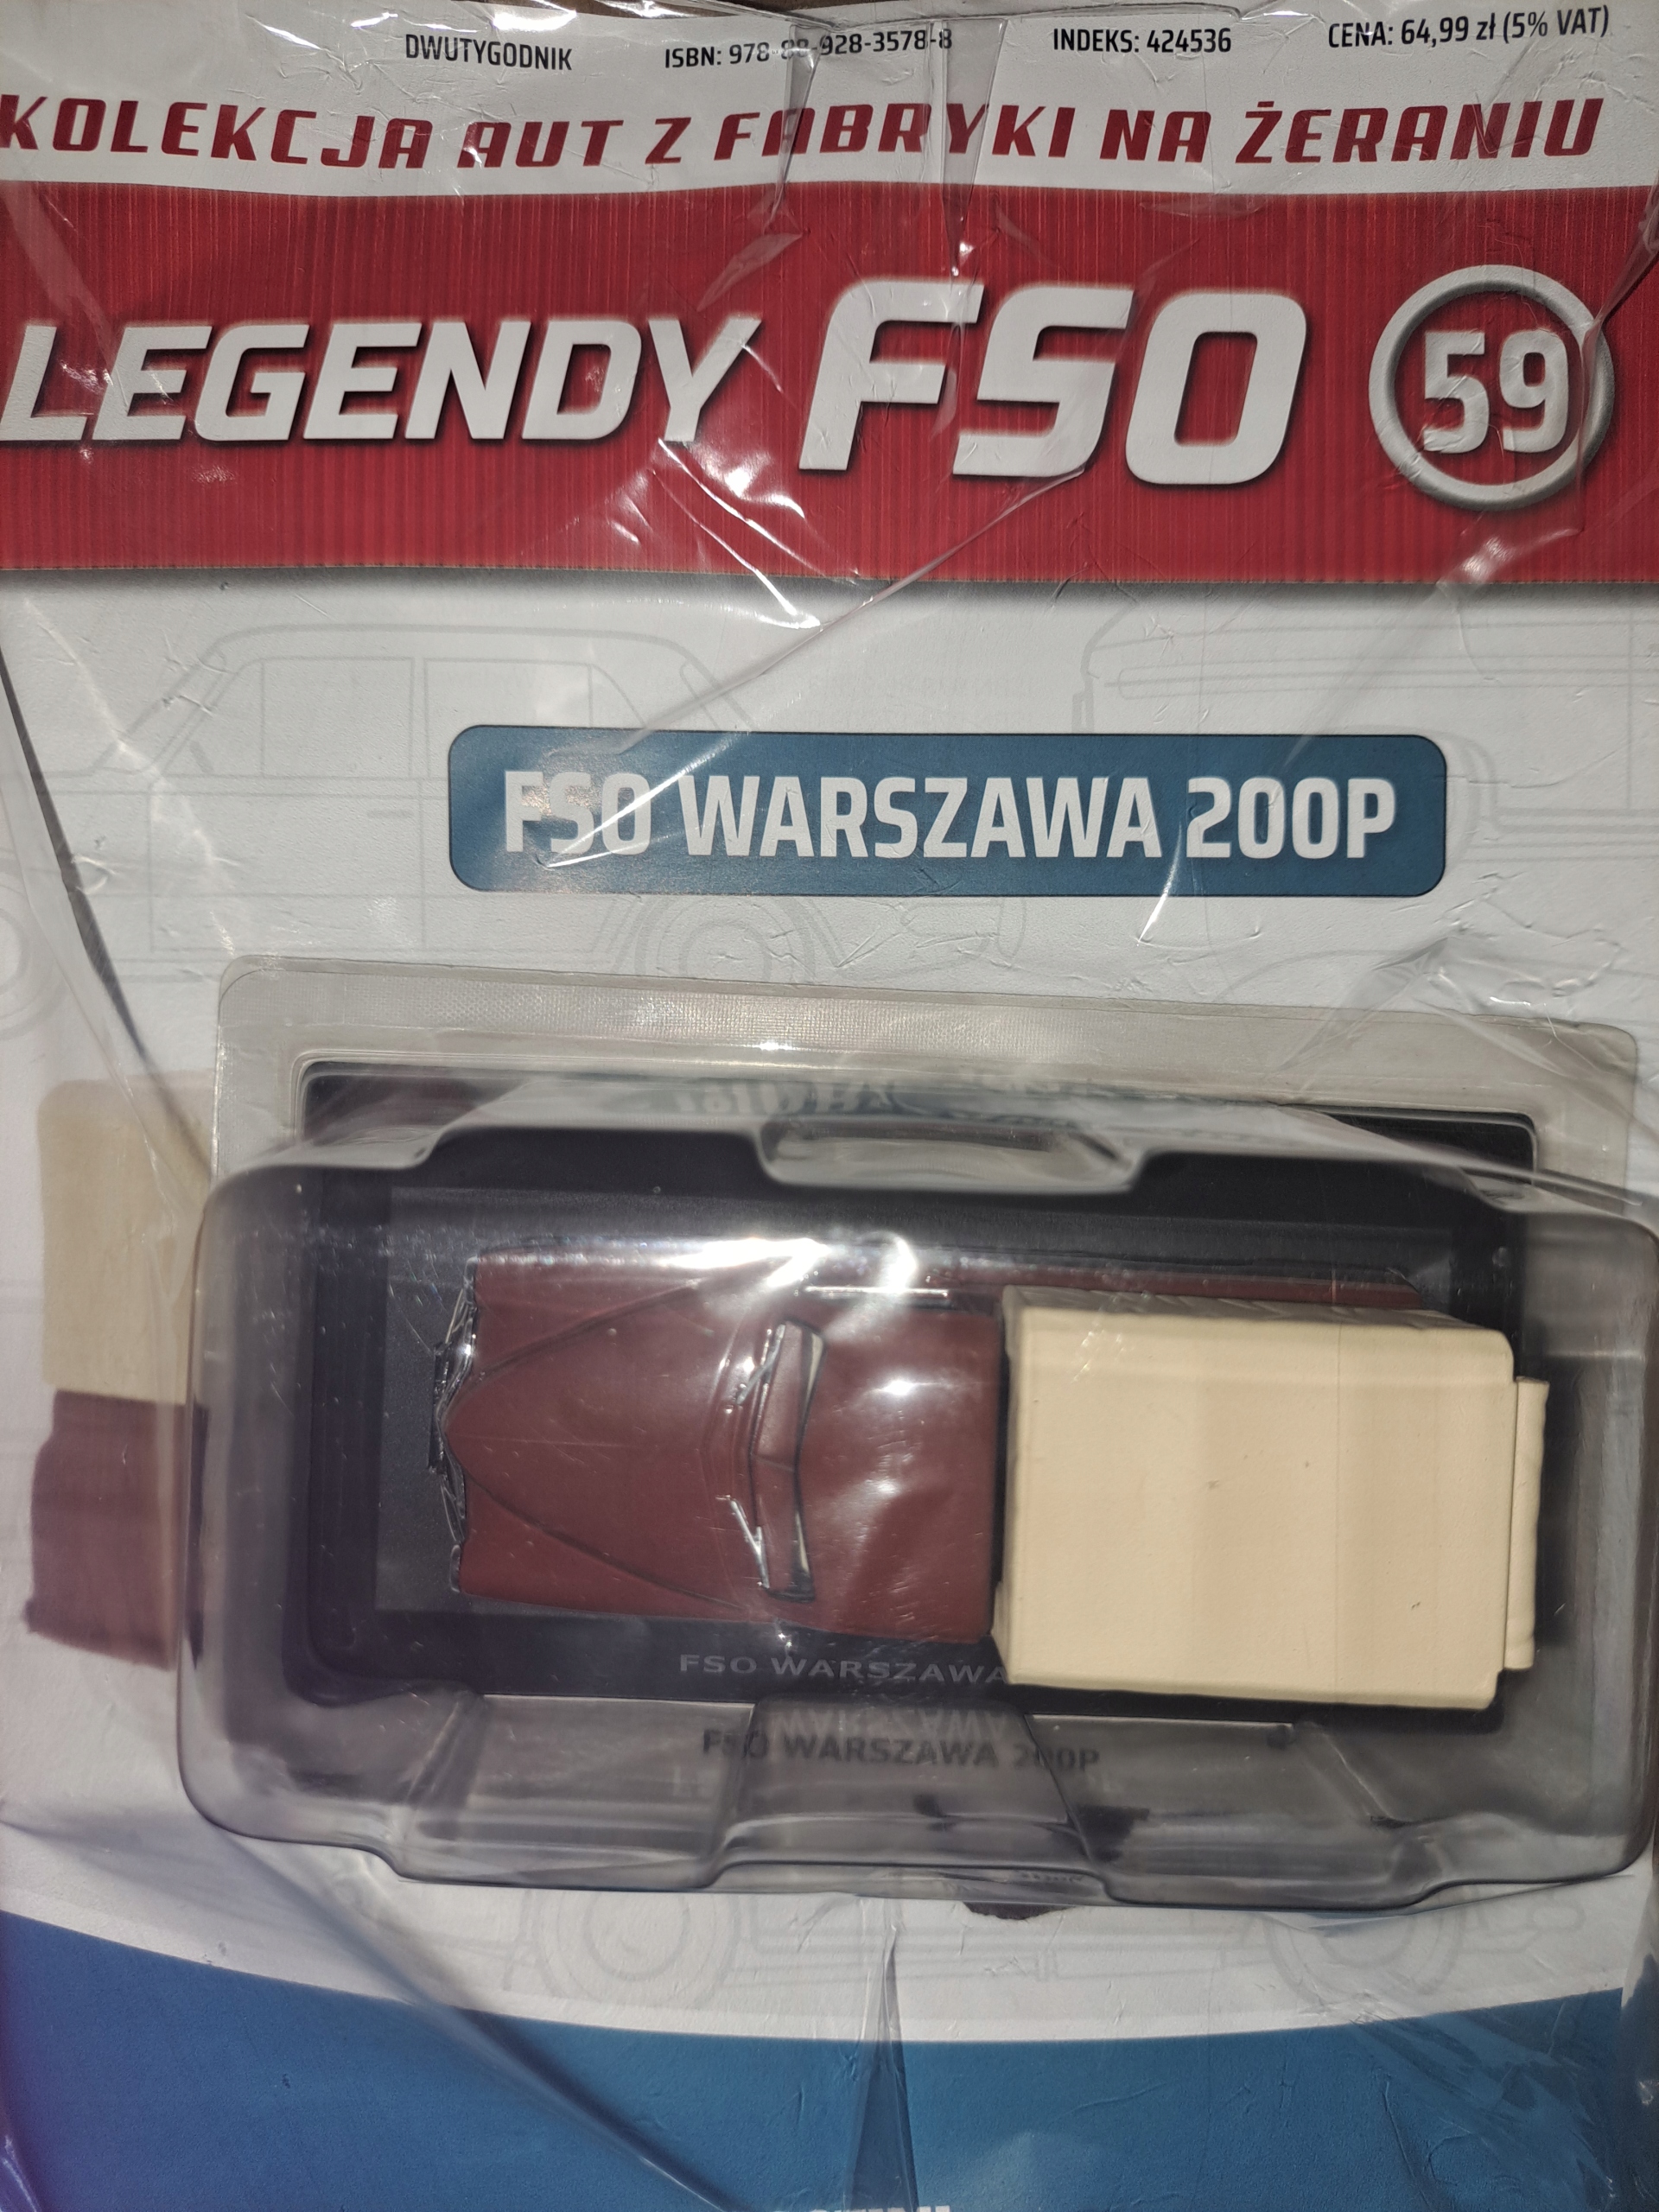 DWUTYGODNIK ISBN: 978-83-928-3578-8 INDEKS: 424536 CENA: 64,99 zł (5% VAT)
KOLEKCJA AUT Z FABRYKI NA ŻERANIU
LEGENDY FSO 59
FSO WARSZAWA 200P
FSO WARSZAWA
FSO WARSZAWA 200P